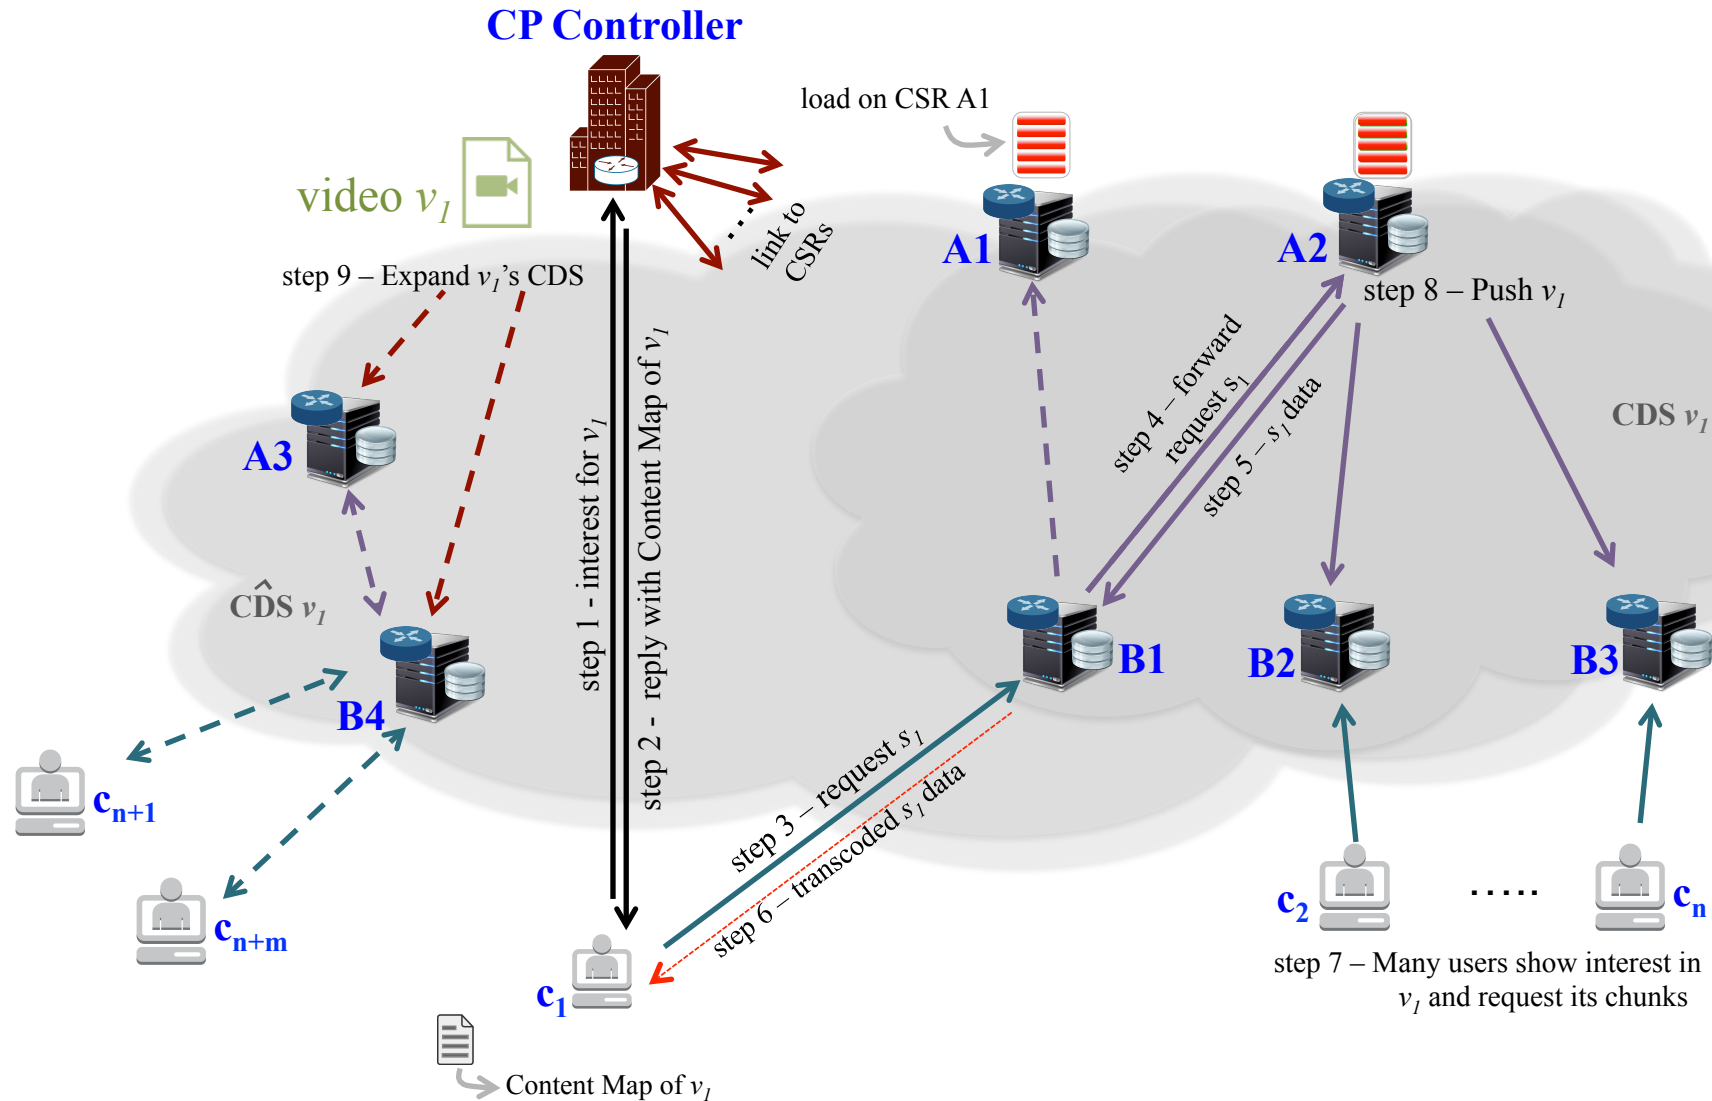 CP Controller
load on CSR A1
video v1
link to
CSRs
A1
A2
step 9 – Expand v1's CDS
step 8 – Push v1
step 4 – forward
request s1
step 5 – s1 data
CDS v1
A3
step 1 - interest for v1
step 2 -  reply with Content Map of v1
CDŜ v1
B1
B2
B3
B4
step 3 – request s1
step 6 – transcoded s1 data
cn+1
cn+m
c1
c2
.....
cn
step 7 – Many users show interest in
v1 and request its chunks
Content Map of v1